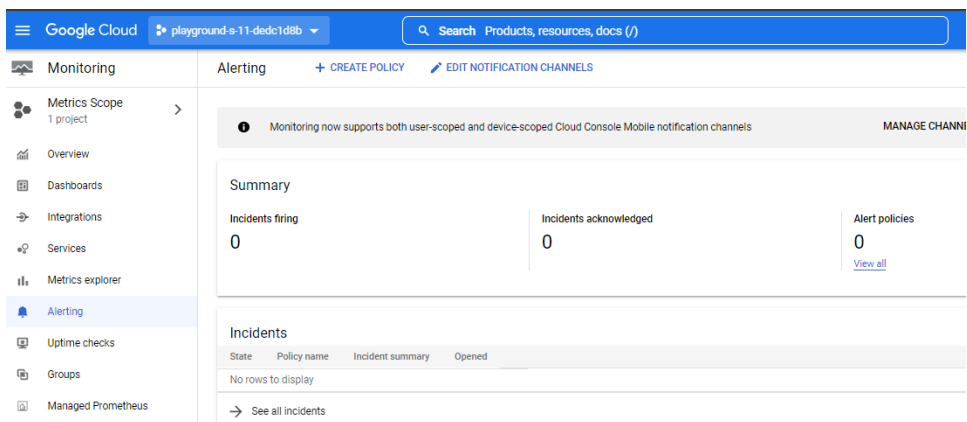 Google Cloud playground-s-11-dedc1d8b Search Products, resources, docs (/)
Monitoring
Metrics Scope
1 project
Overview
Dashboards
Integrations
Services
Metrics explorer
Alerting
Uptime checks
Groups
Managed Prometheus
Alerting + CREATE POLICY EDIT NOTIFICATION CHANNELS
Monitoring now supports both user-scoped and device-scoped Cloud Console Mobile notification channels MANAGE CHANNE
Summary
Incidents firing Incidents acknowledged Alert policies
0 0 0
View all
Incidents
State Policy name Incident summary Opened
No rows to display
See all incidents